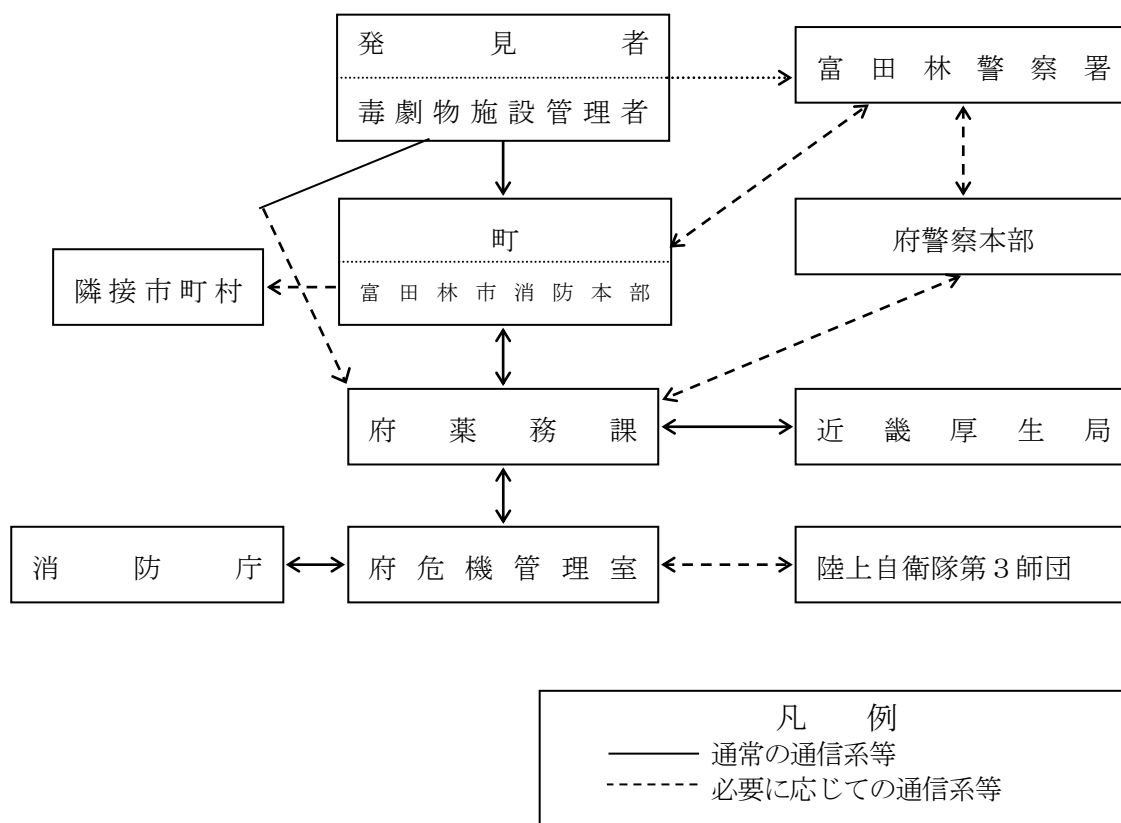 発見者
毒劇物施設管理者
富田林警察署
町
富田林市消防本部
府警察本部
隣接市町村
府薬務課
近畿厚生局
消防庁
府危機管理室
陸上自衛隊第３師団
凡例
通常の通信系等
必要に応じての通信系等